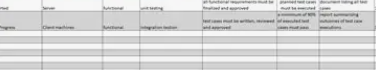 all functional requirements must be
planned test cases
document listing all test
Server
functional
unit testing
finalized and approved
must be executed
cases
a minimum of 90%
report summarizing
test cases must be written, reviewed
of executed test
outcomes of test case
Progress
Client machines
functional
integration testion
and approved
cases must pass
executions